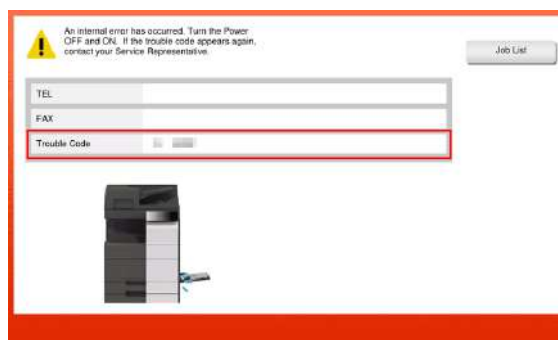 An internal error has occurred. Turn the Power
OFF and ON. If the trouble code appears again,
contact your Service Representative.
Job List
TEL
FAX
Trouble Code